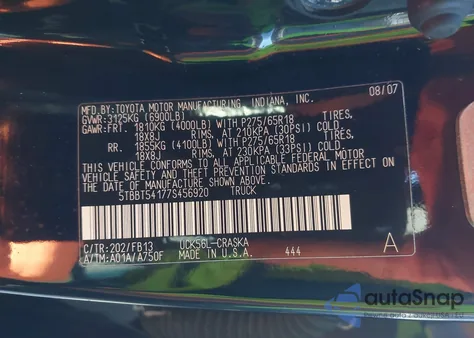 MFD.BY:TOYOTA MOTOR MANUFACTURING, INDIANA, INC. 08/07
GVWR:3125KG (6900LB)
GAWR:FRT. 1810KG (4000LB) WITH P275/65R18 TIRES,
18X8J RIMS, AT 210KPA (30PSI) COLD.
RR. 1855KG (4000LB) WITH P275/65R18 TIRES,
18X8J RIMS, AT 230KPA (33PSI) COLD.
THIS VEHICLE CONFORMS TO ALL APPLICABLE FEDERAL MOTOR
VEHICLE SAFETY AND THEFT PREVENTION STANDARDS IN EFFECT
ON THE DATE OF MANUFACTURE SHOWN ABOVE.
5TBBT54177S456920 TRUCK
C/TR:202/FB13 UCK56L-CRASKA
A/TM:A01A/A750F MADE IN U.S.A. 444 A
autoSnap